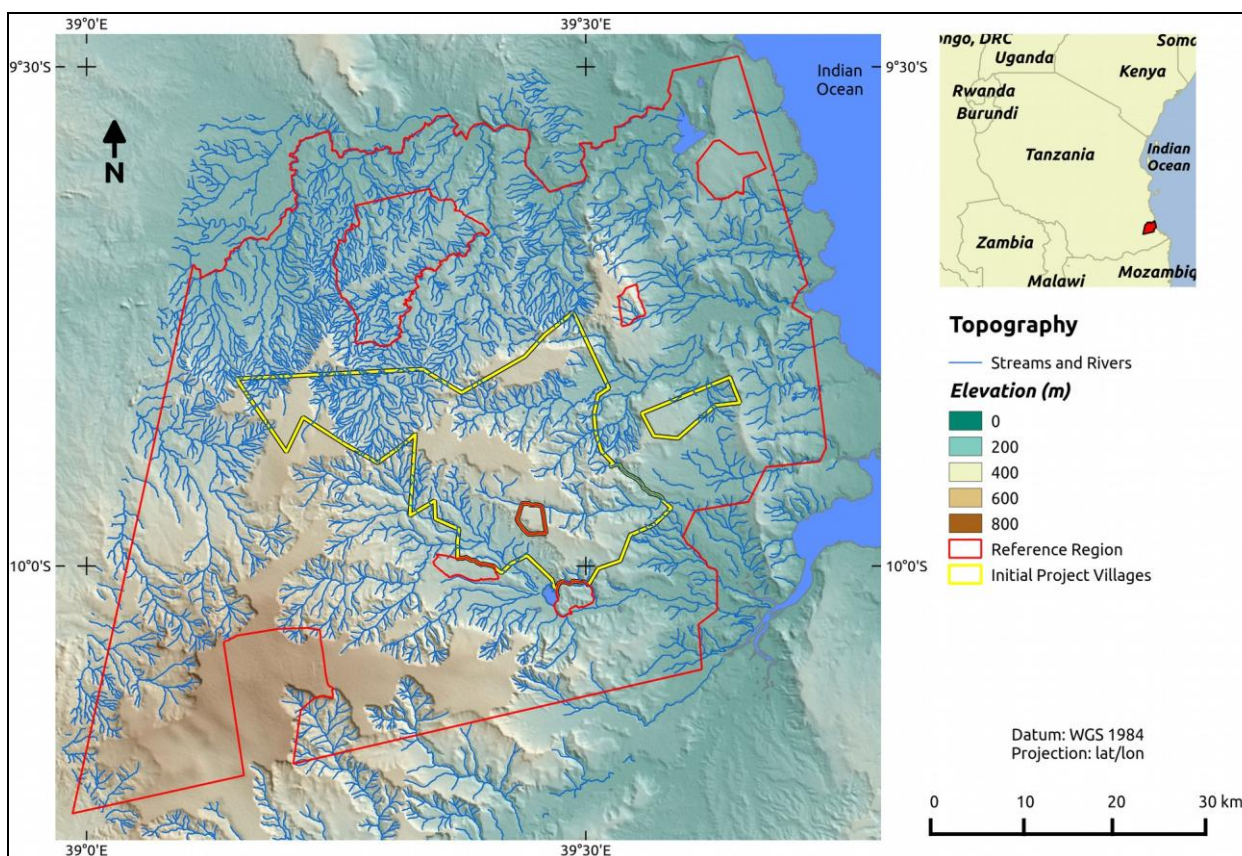 39°0'E
39°30'E
9°30'S
9°30'S
Indian
Ocean
N
10°0'S
10°0'S
39°0'E
39°30'E
ongo, DRC
Uganda
Soma
Kenya
Rwanda
Burundi
Tanzania
Indian
Ocean
Zambia
Malawi
Mozambiq
Topography
Streams and Rivers
Elevation (m)
0
200
400
600
800
Reference Region
Initial Project Villages
Datum: WGS 1984
Projection: lat/lon
0 10 20 30 km